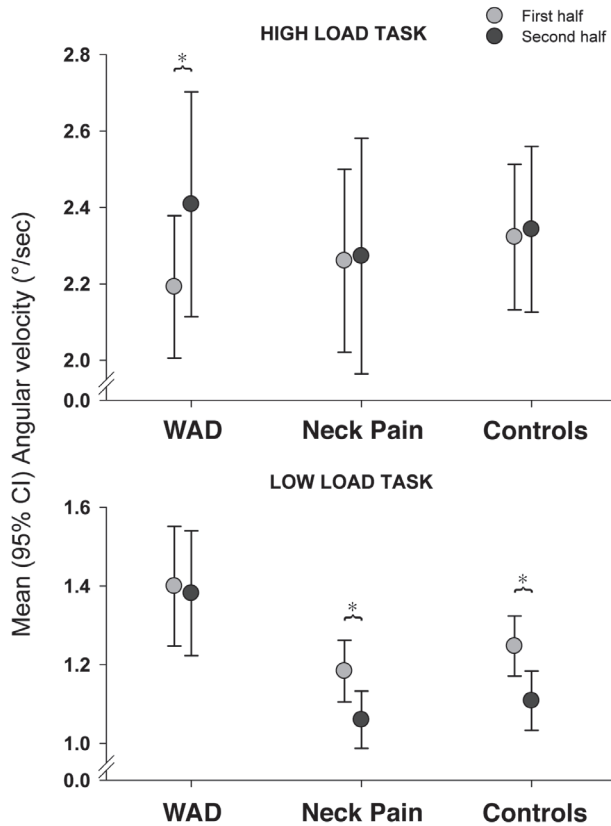 First half
Second half
HIGH LOAD TASK
2.8
*
2.6
2.4
2.2
2.0
0.0
WAD Neck Pain Controls
Mean (95% CI) Angular velocity (°/sec)
LOW LOAD TASK
1.6
1.4
*
*
1.2
1.0
0.0
WAD Neck Pain Controls